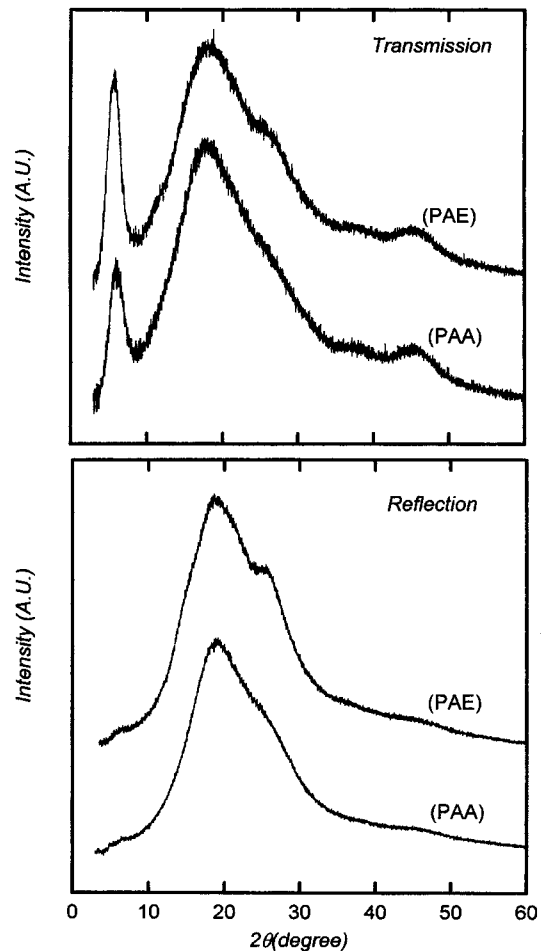 Transmission
Intensity (A.U.)
(PAE)
(PAA)
Reflection
Intensity (A.U.)
(PAE)
(PAA)
0 10 20 30 40 50 60
2θ(degree)